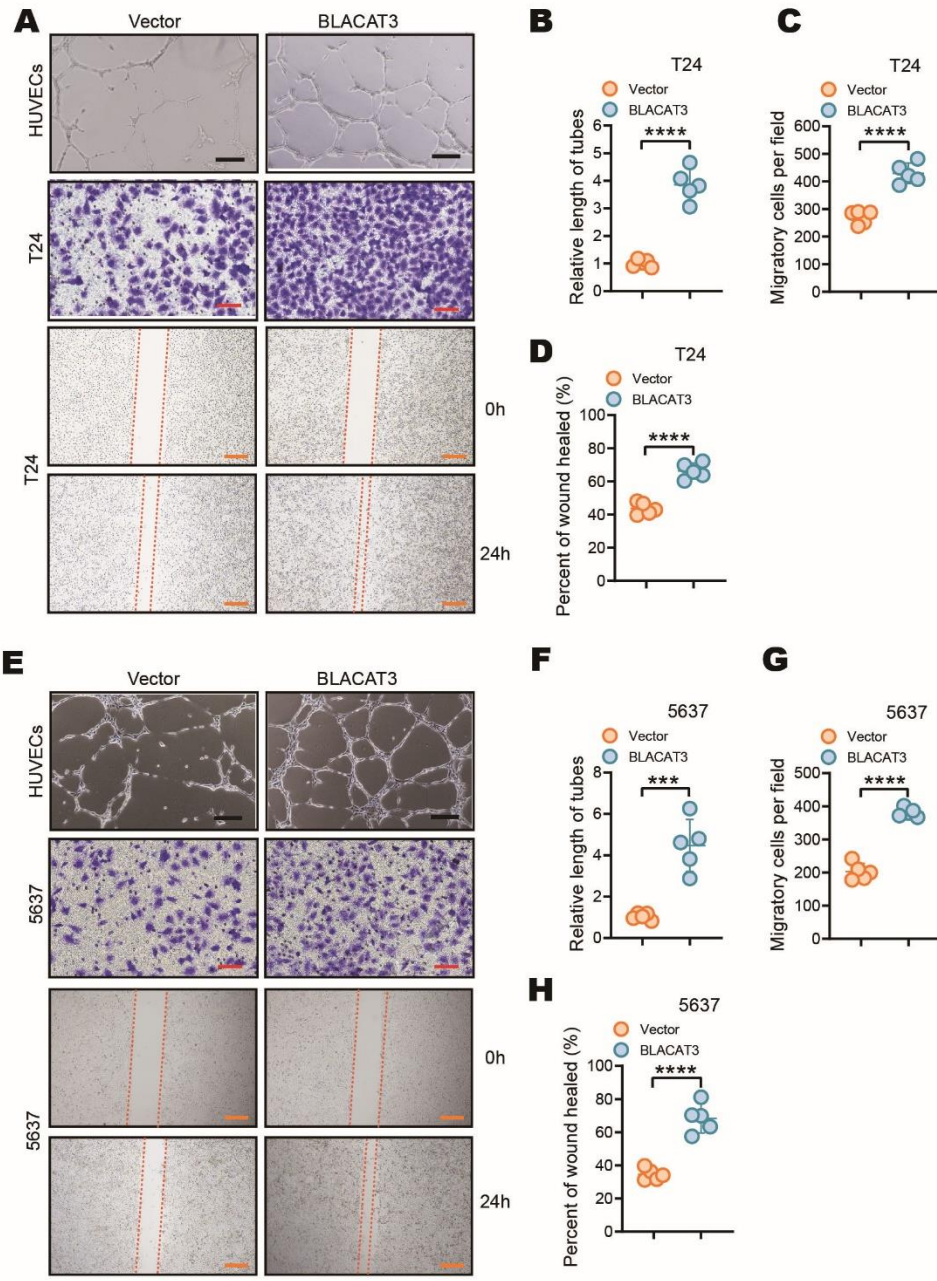 A
Vector
BLACAT3
HUVECs
T24
T24
0h
24h
B
T24
Vector
BLACAT3
Relative length of tubes
****
6
5
4
3
2
1
0
C
T24
Vector
BLACAT3
Migratory cells per field
****
600
500
400
300
200
100
0
D
T24
Vector
BLACAT3
Percent of wound healed (%)
****
100
80
60
40
20
0
E
Vector
BLACAT3
HUVECs
5637
5637
0h
24h
F
5637
Vector
BLACAT3
Relative length of tubes
***
8
6
4
2
0
G
5637
Vector
BLACAT3
Migratory cells per field
****
500
400
300
200
100
0
H
5637
Vector
BLACAT3
Percent of wound healed (%)
****
100
80
60
40
20
0